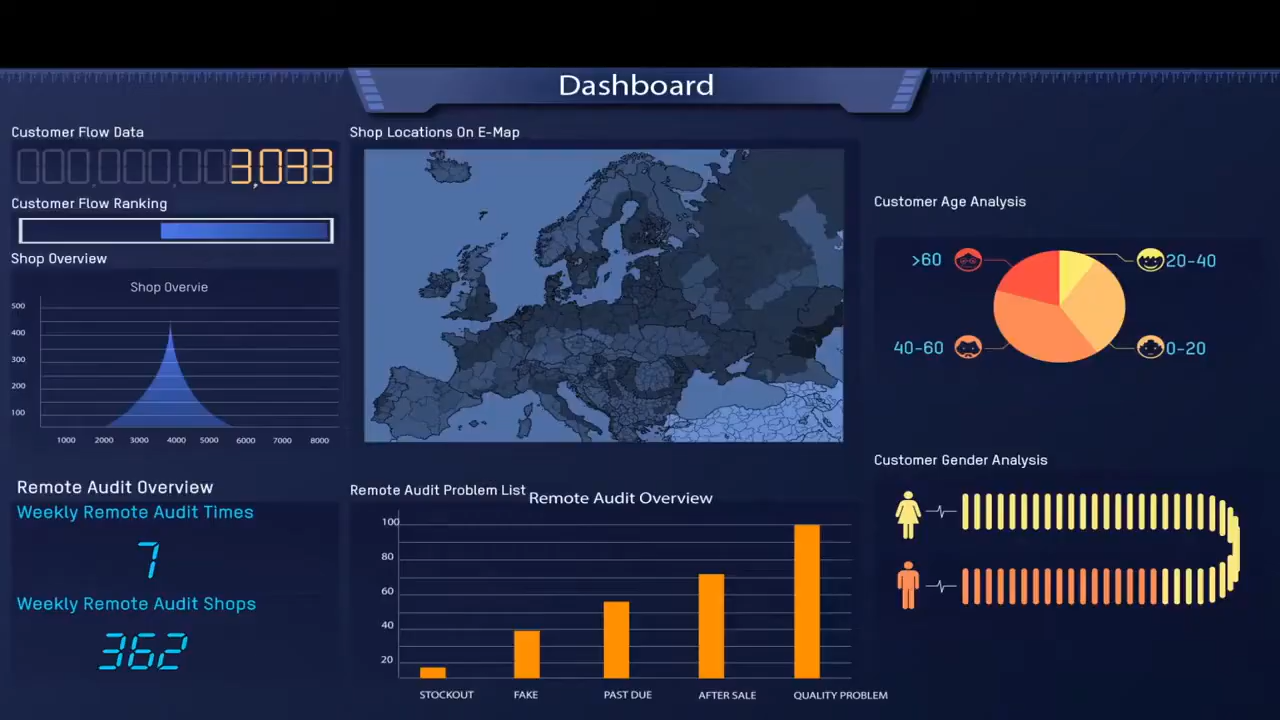 Dashboard
Customer Flow Data
000,000,003,033
Customer Flow Ranking
Shop Overview
Shop Overvie
500
400
300
200
100
1000 2000 3000 4000 5000 6000 7000 8000
Remote Audit Overview
Weekly Remote Audit Times
7
Weekly Remote Audit Shops
362
Shop Locations On E-Map
Remote Audit Problem List
Remote Audit Overview
100
80
60
40
20
STOCKOUT FAKE PAST DUE AFTER SALE QUALITY PROBLEM
Customer Age Analysis
>60
20-40
40-60
0-20
Customer Gender Analysis